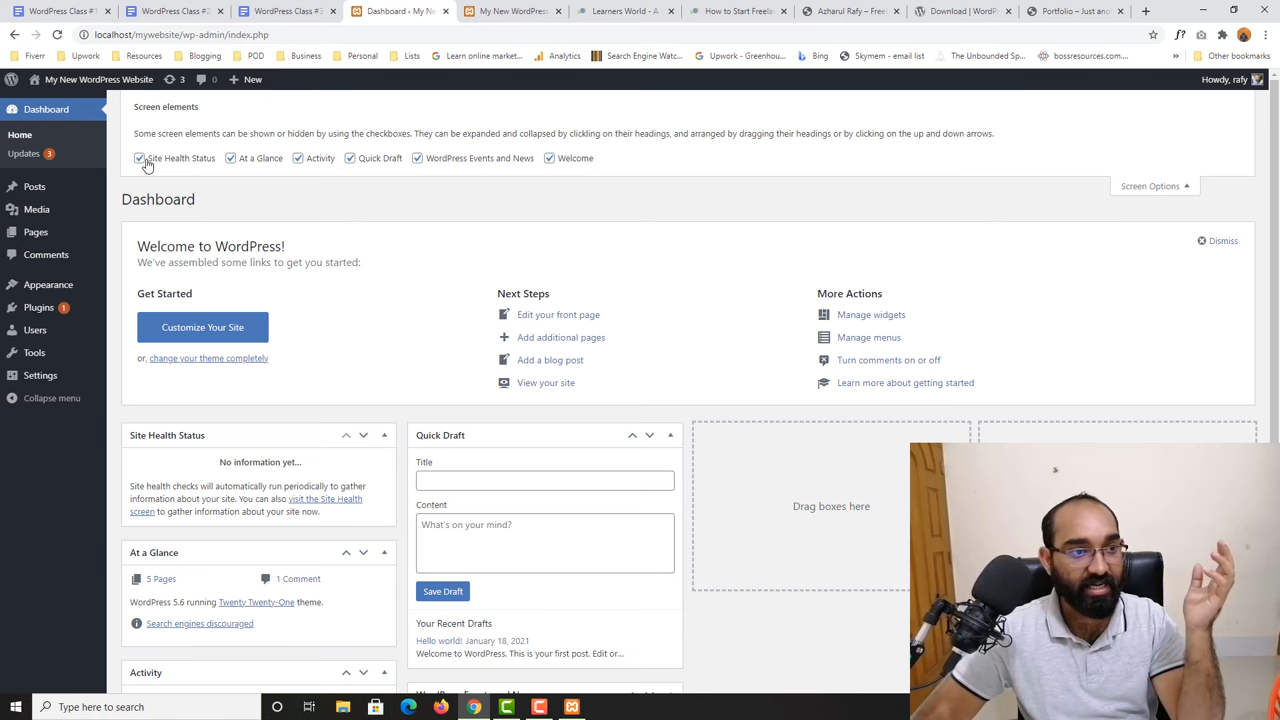 WordPress Class #1
WordPress Class #2
WordPress Class #3
Dashboard ‹ My Ne
My New WordPress
Learners World - A
How to Start Freela
Azharul Rafy – Free
Download | WordPr
Portfolio – Just ano
localhost/mywebsite/wp-admin/index.php
Fiverr
Upwork
Resources
Blogging
POD
Business
Personal
Lists
Learn online market...
Analytics
Search Engine Watc...
Upwork - Greenhou...
Bing
Skymem - email list
The Unbounded Sp...
bossresources.com...
»
Other bookmarks
My New WordPress Website
3
0
New
Howdy, rafy
Dashboard
Home
Updates 3
Posts
Media
Pages
Comments
Appearance
Plugins 1
Users
Tools
Settings
Collapse menu
Screen elements
Some screen elements can be shown or hidden by using the checkboxes. They can be expanded and collapsed by clickling on their headings, and arranged by dragging their headings or by clicking on the up and down arrows.
Site Health Status At a Glance Activity Quick Draft WordPress Events and News Welcome
Screen Options
Dashboard
Welcome to WordPress!
We've assembled some links to get you started:
Dismiss
Get Started
Customize Your Site
or, change your theme completely
Next Steps
Edit your front page
Add additional pages
Add a blog post
View your site
More Actions
Manage widgets
Manage menus
Turn comments on or off
Learn more about getting started
Site Health Status
No information yet...
Site health checks will automatically run periodically to gather
information about your site. You can also visit the Site Health
screen to gather information about your site now.
At a Glance
5 Pages
1 Comment
WordPress 5.6 running Twenty Twenty-One theme.
Search engines discouraged
Activity
Quick Draft
Title
Content
What's on your mind?
Save Draft
Your Recent Drafts
Hello world! January 18, 2021
Welcome to WordPress. This is your first post. Edit or...
Drag boxes here
Type here to search